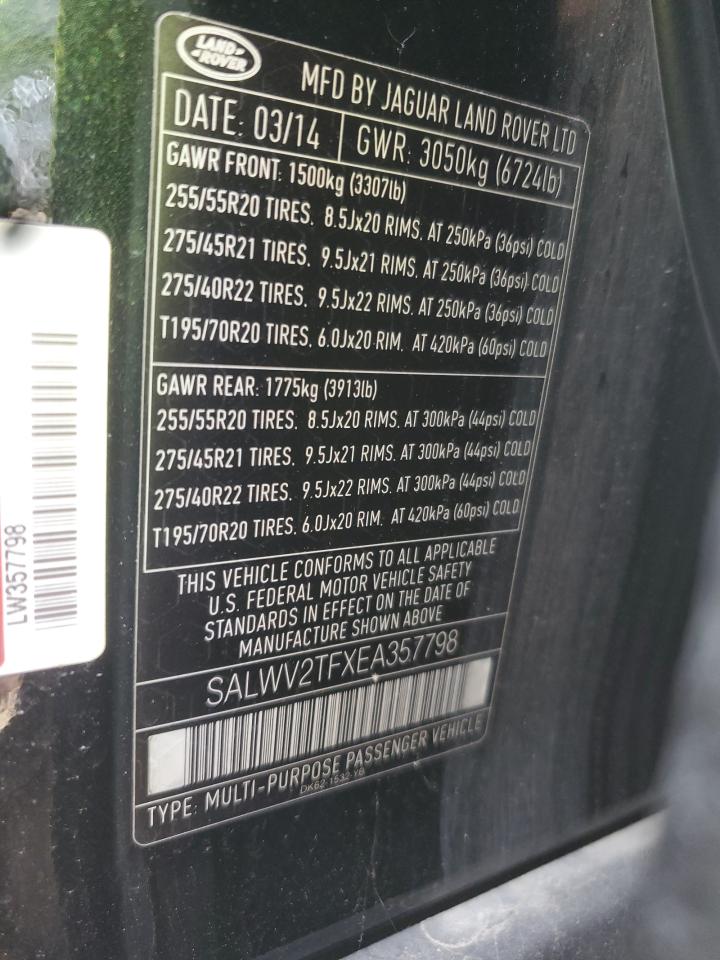 LAND-
-ROVER
MFD BY JAGUAR LAND ROVER LTD
DATE: 03/14 GWR: 3050kg (6724lb)
GAWR FRONT: 1500kg (3307lb)
255/55R20 TIRES, 8.5Jx20 RIMS, AT 250kPa (36psi) COLD
275/45R21 TIRES, 9.5Jx21 RIMS, AT 250kPa (36psi) COLD
275/40R22 TIRES, 9.5Jx22 RIMS, AT 250kPa (36psi) COLD
T195/70R20 TIRES, 6.0Jx20 RIM, AT 420kPa (60psi) COLD
GAWR REAR: 1775kg (3913lb)
255/55R20 TIRES, 8.5Jx20 RIMS, AT 300kPa (44psi) COLD
275/45R21 TIRES, 9.5Jx21 RIMS, AT 300kPa (44psi) COLD
275/40R22 TIRES, 9.5Jx22 RIMS, AT 300kPa (44psi) COLD
T195/70R20 TIRES, 6.0Jx20 RIM, AT 420kPa (60psi) COLD
THIS VEHICLE CONFORMS TO ALL APPLICABLE
U.S. FEDERAL MOTOR VEHICLE SAFETY
STANDARDS IN EFFECT ON THE DATE OF
MANUFACTURE SHOWN ABOVE
SALWV2TFXEA357798
TYPE: MULTI-PURPOSE PASSENGER VEHICLE
DK62-1532-YB
LW357798